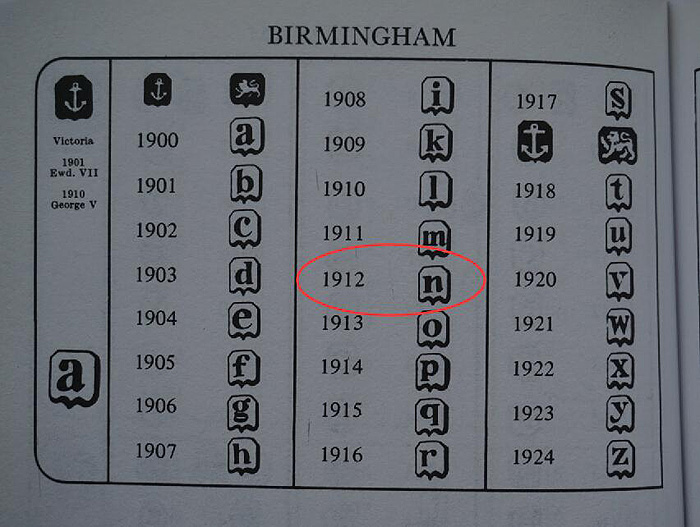 BIRMINGHAM
Victoria
1901
Ewd. VII
1910
George V
a
1900 a
1901 b
1902 c
1903 d
1904 e
1905 f
1906 g
1907 h
1908 i
1909 k
1910 l
1911 m
1912 n
1913 o
1914 p
1915 q
1916 r
1917 s
1918 t
1919 u
1920 v
1921 w
1922 x
1923 y
1924 z